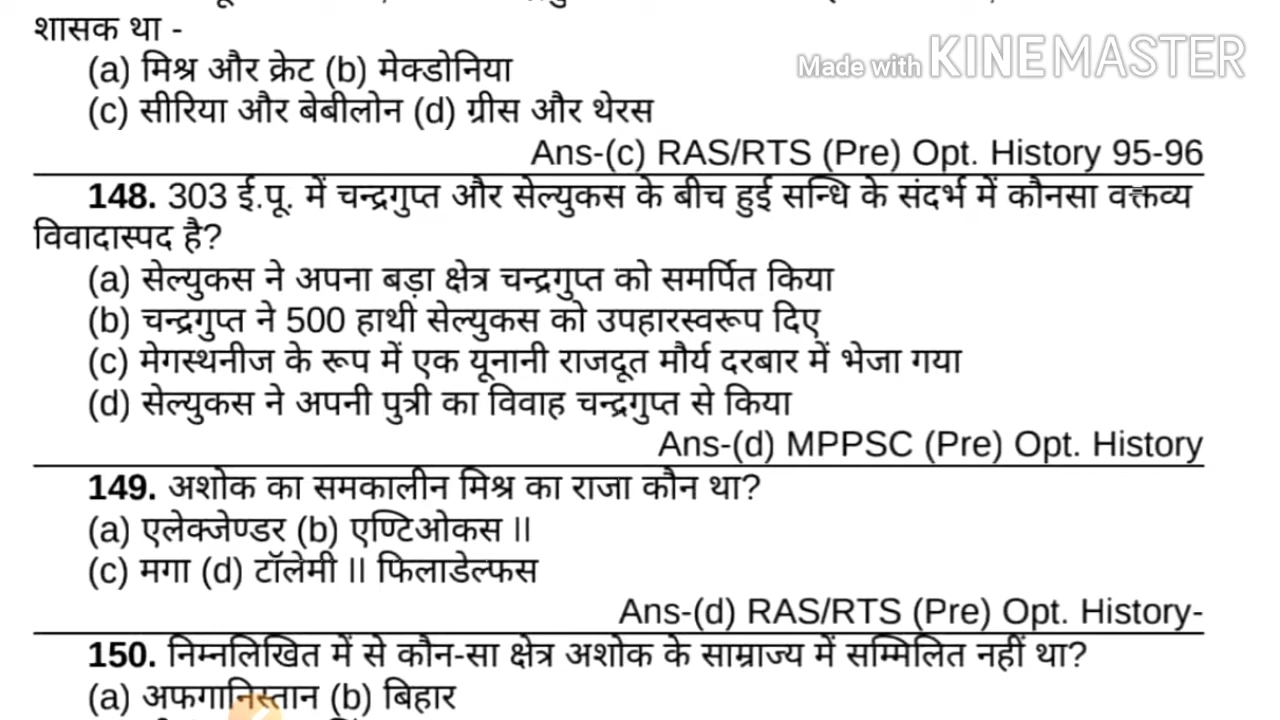 शासक था -
Made with KINEMASTER
(a) मिश्र और क्रेट (b) मेक्डोनिया
(c) सीरिया और बेबीलोन (d) ग्रीस और थेरस
Ans-(c) RAS/RTS (Pre) Opt. History 95-96
148. 303 ई.पू. में चन्द्रगुप्त और सेल्युकस के बीच हुई सन्धि के संदर्भ में कौनसा वक्तव्य
विवादास्पद है?
(a) सेल्युकस ने अपना बड़ा क्षेत्र चन्द्रगुप्त को समर्पित किया
(b) चन्द्रगुप्त ने 500 हाथी सेल्युकस को उपहारस्वरूप दिए
(c) मेगस्थनीज के रूप में एक यूनानी राजदूत मौर्य दरबार में भेजा गया
(d) सेल्युकस ने अपनी पुत्री का विवाह चन्द्रगुप्त से किया
Ans-(d) MPPSC (Pre) Opt. History
149. अशोक का समकालीन मिश्र का राजा कौन था?
(a) एलेक्जेण्डर (b) एण्टिओकस II
(c) मगा (d) टॉलेमी II फिलाडेल्फस
Ans-(d) RAS/RTS (Pre) Opt. History-
150. निम्नलिखित में से कौन-सा क्षेत्र अशोक के साम्राज्य में सम्मिलित नहीं था?
(a) अफगानिस्तान (b) बिहार